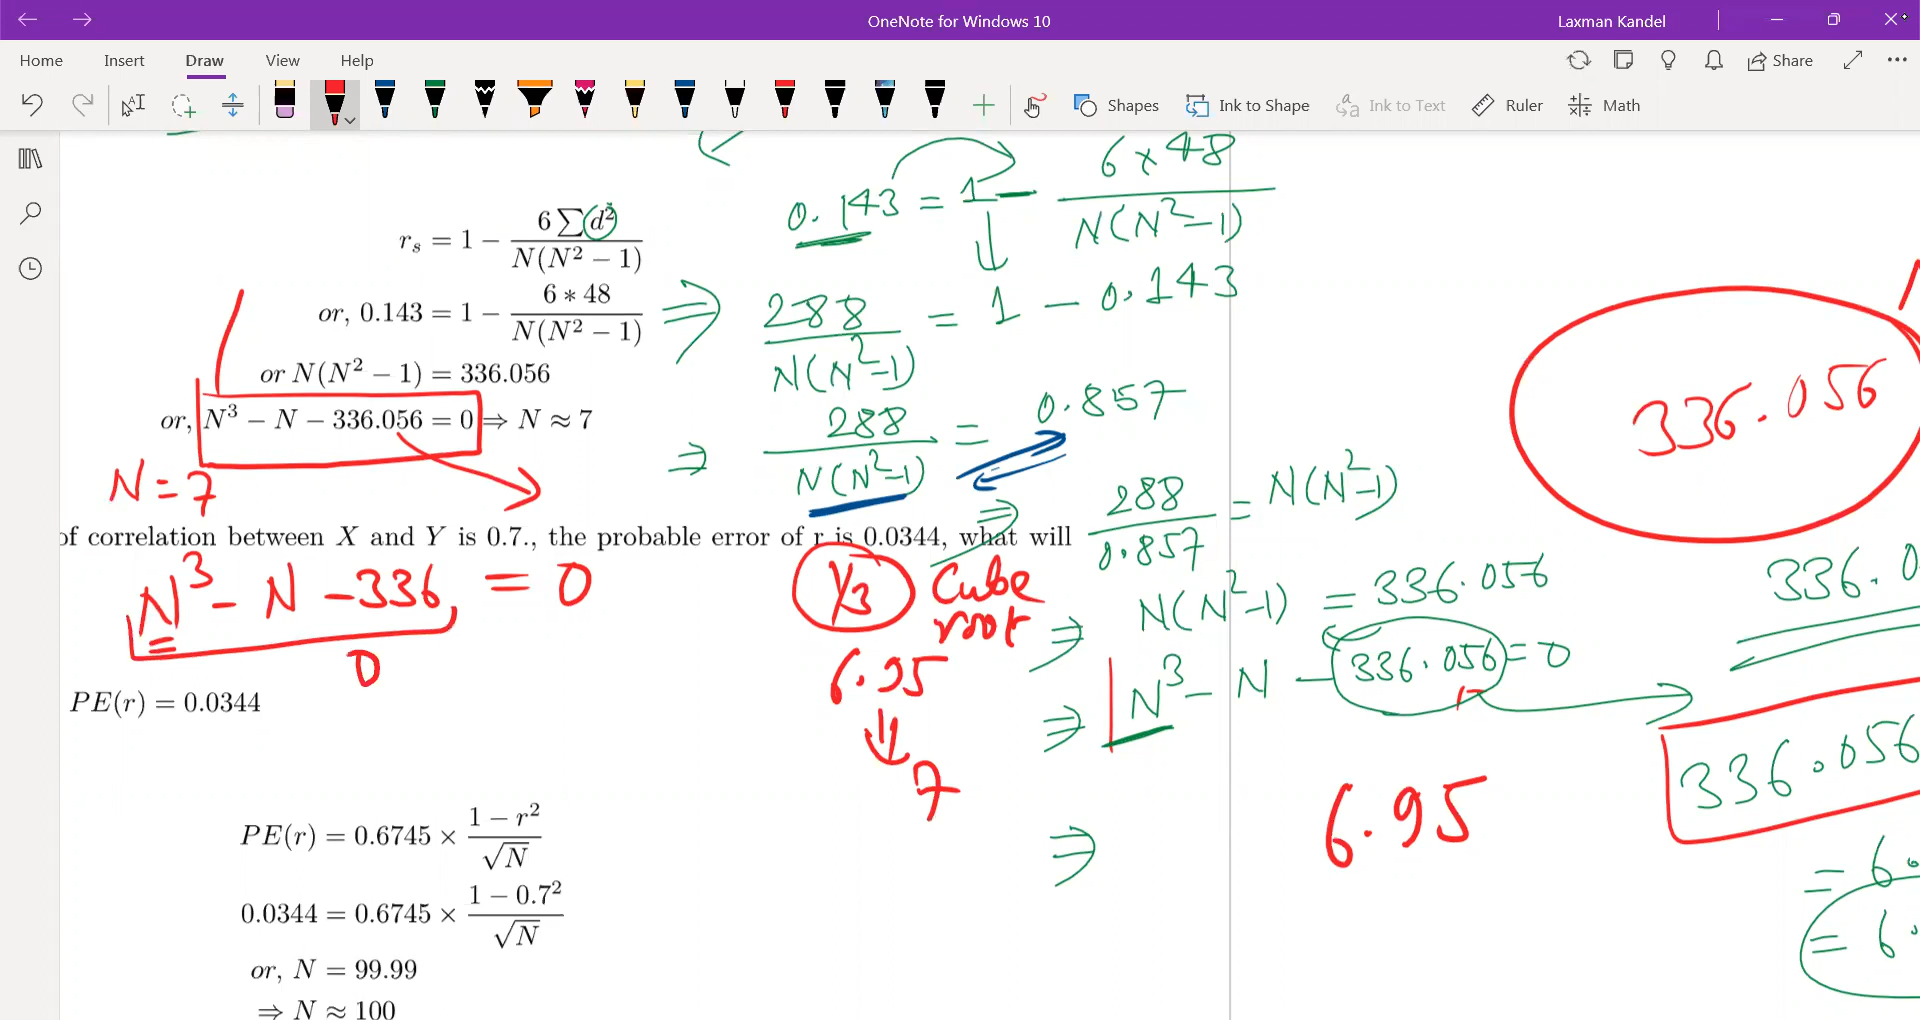 OneNote for Windows 10
Laxman Kandel
Home Insert Draw View Help
Share
Shapes Ink to Shape Ink to Text Ruler Math
r_s = 1 − 6∑d² / N(N² − 1)
or, 0.143 = 1 − 6 * 48 / N(N² − 1)
or N(N² − 1) = 336.056
or, N³ − N − 336.056 = 0 ⇒ N ≈ 7
N = 7
0.143 = 1 − 6 × 48 / N(N²−1)
⇒ 288 / N(N²−1) = 1 − 0.143
⇒ 288 / N(N²−1) = 0.857
⇒ 288 / 0.857 = N(N²−1)
⇒ N(N²−1) = 336.056
⇒ N³ − N − 336.056 = 0
⇒
6.95
336.056
336.0
336.056
= 6.
= 6.
of correlation between X and Y is 0.7., the probable error of r is 0.0344, what will
N³ − N − 336 = 0
0
1/3 Cube
root
6.95
7
PE(r) = 0.0344
PE(r) = 0.6745 × 1 − r² / √N
0.0344 = 0.6745 × 1 − 0.7² / √N
or, N = 99.99
⇒ N ≈ 100